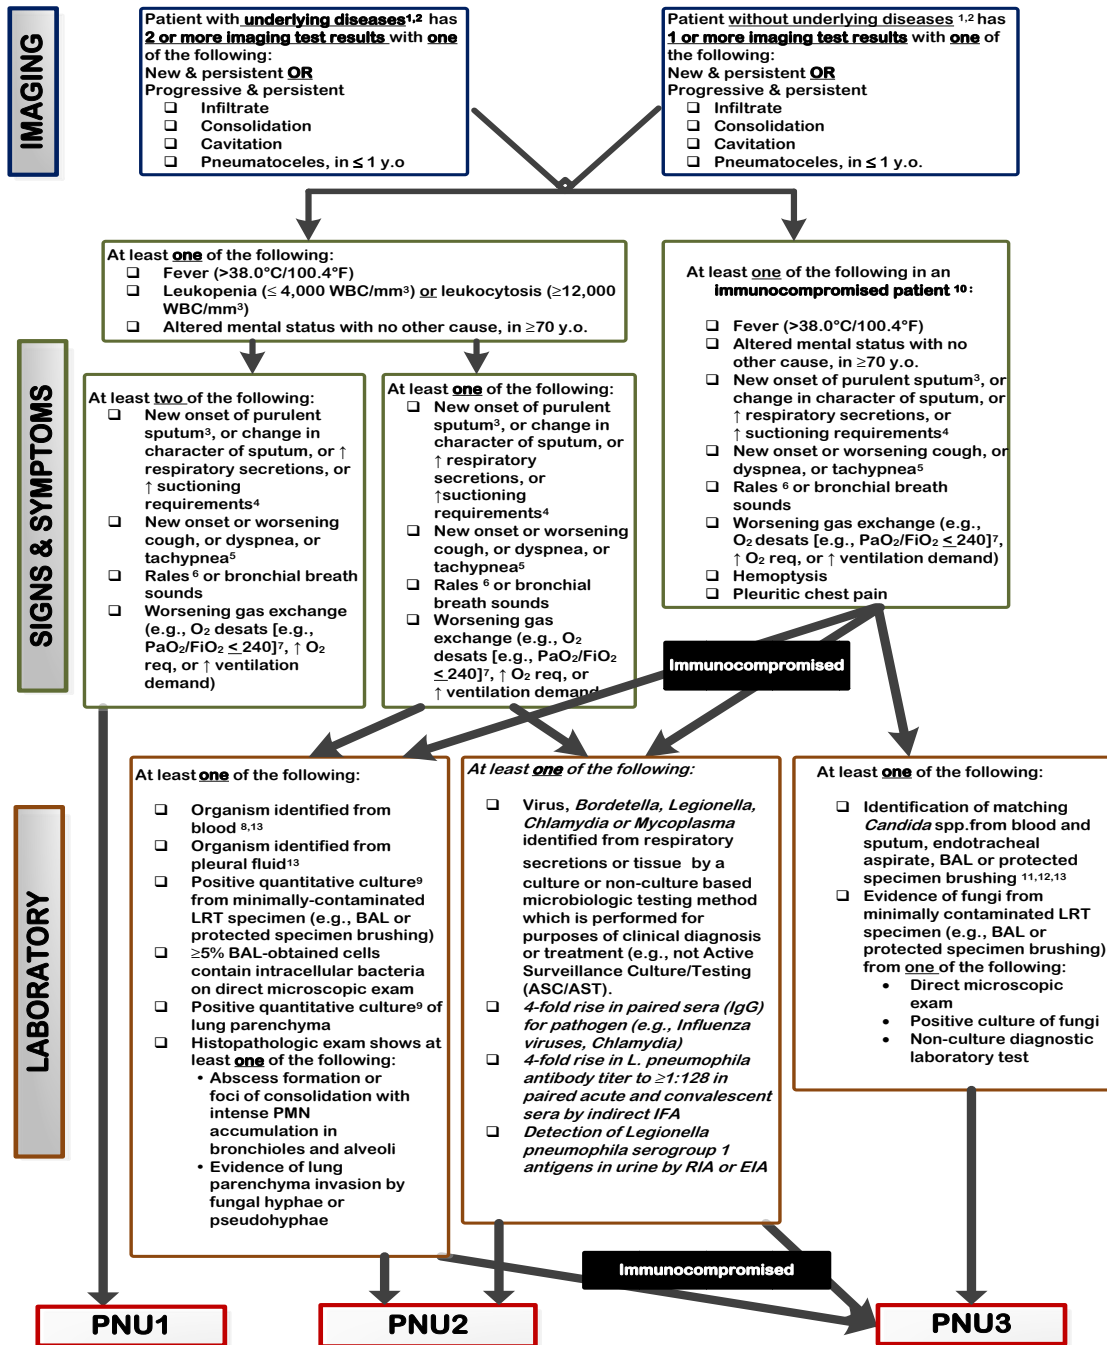 IMAGING
Patient with underlying diseases1,2 has
2 or more imaging test results with one
of the following:
New & persistent OR
Progressive & persistent
❑ Infiltrate
❑ Consolidation
❑ Cavitation
❑ Pneumatoceles, in ≤ 1 y.o
Patient without underlying diseases 1,2 has
1 or more imaging test results with one of
the following:
New & persistent OR
Progressive & persistent
❑ Infiltrate
❑ Consolidation
❑ Cavitation
❑ Pneumatoceles, in ≤ 1 y.o.
SIGNS & SYMPTOMS
At least one of the following:
❑ Fever (>38.0°C/100.4°F)
❑ Leukopenia (≤ 4,000 WBC/mm³) or leukocytosis (≥12,000
WBC/mm³)
❑ Altered mental status with no other cause, in ≥70 y.o.
At least two of the following:
❑ New onset of purulent
sputum³, or change in
character of sputum, or ↑
respiratory secretions, or
↑ suctioning
requirements⁴
❑ New onset or worsening
cough, or dyspnea, or
tachypnea⁵
❑ Rales ⁶ or bronchial breath
sounds
❑ Worsening gas exchange
(e.g., O₂ desats [e.g.,
PaO₂/FiO₂ ≤ 240]⁷, ↑ O₂
req, or ↑ ventilation
demand)
At least one of the following:
❑ New onset of purulent
sputum³, or change in
character of sputum, or
↑ respiratory
secretions, or
↑suctioning
requirements⁴
❑ New onset or worsening
cough, or dyspnea, or
tachypnea⁵
❑ Rales ⁶ or bronchial
breath sounds
❑ Worsening gas
exchange (e.g., O₂
desats [e.g., PaO₂/FiO₂
≤ 240]⁷, ↑ O₂ req, or
↑ ventilation demand
At least one of the following in an
immunocompromised patient ¹⁰:
❑ Fever (>38.0°C/100.4°F)
❑ Altered mental status with no
other cause, in ≥70 y.o.
❑ New onset of purulent sputum³, or
change in character of sputum, or
↑ respiratory secretions, or
↑ suctioning requirements⁴
❑ New onset or worsening cough, or
dyspnea, or tachypnea⁵
❑ Rales ⁶ or bronchial breath
sounds
❑ Worsening gas exchange (e.g.,
O₂ desats [e.g., PaO₂/FiO₂ ≤ 240]⁷,
↑ O₂ req, or ↑ ventilation demand)
❑ Hemoptysis
❑ Pleuritic chest pain
Immunocompromised
LABORATORY
At least one of the following:
❑ Organism identified from
blood 8,13
❑ Organism identified from
pleural fluid13
❑ Positive quantitative culture⁹
from minimally-contaminated
LRT specimen (e.g., BAL or
protected specimen brushing)
❑ ≥5% BAL-obtained cells
contain intracellular bacteria
on direct microscopic exam
❑ Positive quantitative culture⁹ of
lung parenchyma
❑ Histopathologic exam shows at
least one of the following:
• Abscess formation or
foci of consolidation with
intense PMN
accumulation in
bronchioles and alveoli
• Evidence of lung
parenchyma invasion by
fungal hyphae or
pseudohyphae
At least one of the following:
❑ Virus, Bordetella, Legionella,
Chlamydia or Mycoplasma
identified from respiratory
secretions or tissue by a
culture or non-culture based
microbiologic testing method
which is performed for
purposes of clinical diagnosis
or treatment (e.g., not Active
Surveillance Culture/Testing
(ASC/AST).
❑ 4-fold rise in paired sera (IgG)
for pathogen (e.g., Influenza
viruses, Chlamydia)
❑ 4-fold rise in L. pneumophila
antibody titer to ≥1:128 in
paired acute and convalescent
sera by indirect IFA
❑ Detection of Legionella
pneumophila serogroup 1
antigens in urine by RIA or EIA
At least one of the following:
❑ Identification of matching
Candida spp.from blood and
sputum, endotracheal
aspirate, BAL or protected
specimen brushing 11,12,13
❑ Evidence of fungi from
minimally contaminated LRT
specimen (e.g., BAL or
protected specimen brushing)
from one of the following:
• Direct microscopic
exam
• Positive culture of fungi
• Non-culture diagnostic
laboratory test
Immunocompromised
PNU1
PNU2
PNU3